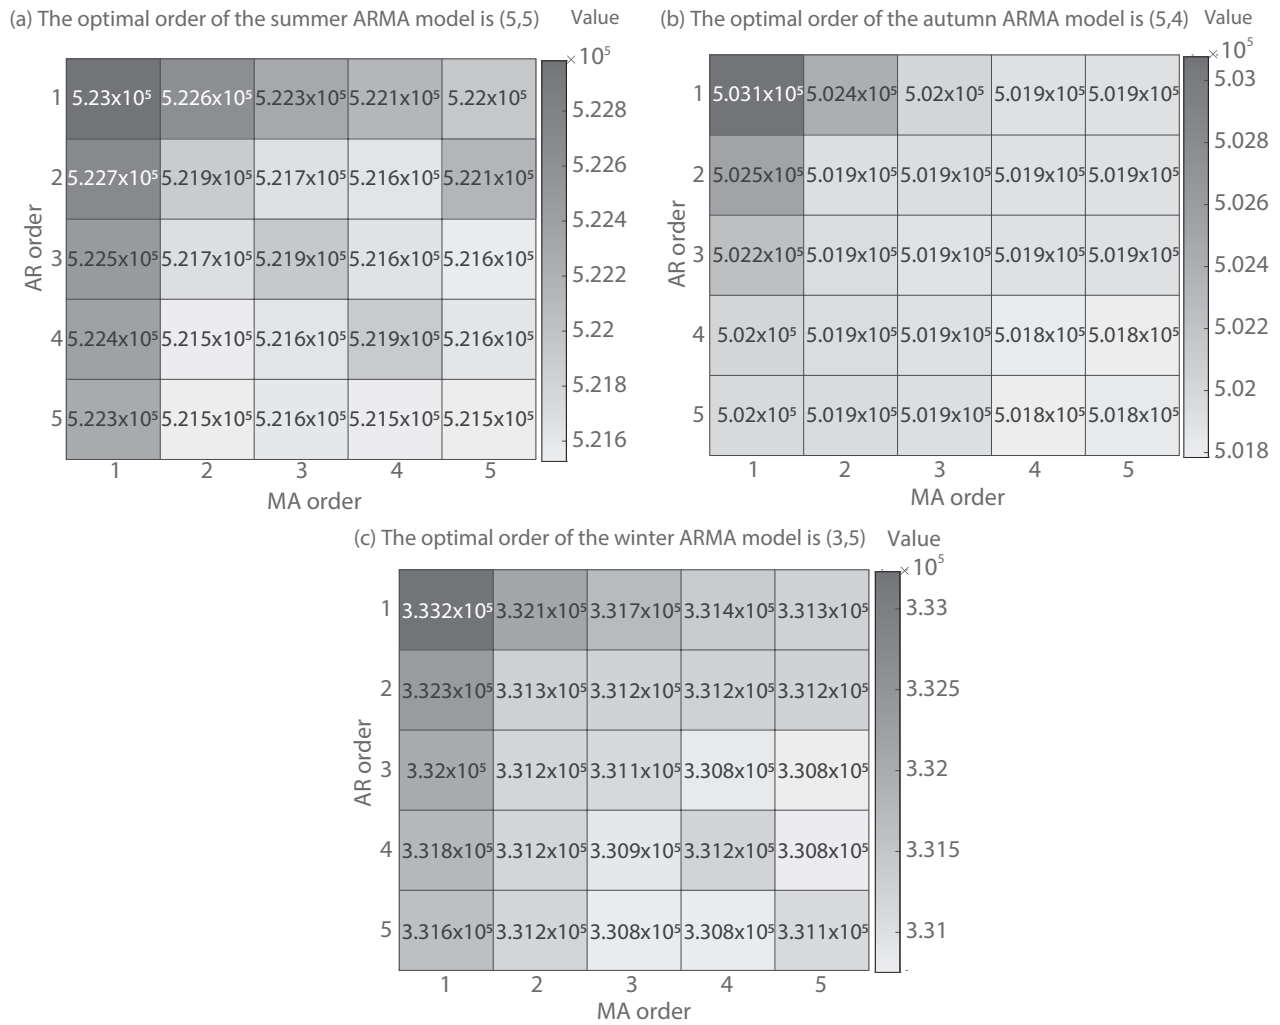 (a) The optimal order of the summer ARMA model is (5,5) Value
×10⁵
1 5.23x10⁵ 5.226x10⁵ 5.223x10⁵ 5.221x10⁵ 5.22x10⁵
5.228
5.226
2 5.227x10⁵ 5.219x10⁵ 5.217x10⁵ 5.216x10⁵ 5.221x10⁵
5.224
AR order
3 5.225x10⁵ 5.217x10⁵ 5.219x10⁵ 5.216x10⁵ 5.216x10⁵
5.222
5.22
4 5.224x10⁵ 5.215x10⁵ 5.216x10⁵ 5.219x10⁵ 5.216x10⁵
5.218
5 5.223x10⁵ 5.215x10⁵ 5.216x10⁵ 5.215x10⁵ 5.215x10⁵
5.216
1 2 3 4 5
MA order
(b) The optimal order of the autumn ARMA model is (5,4) Value
×10⁵
5.03
1 5.031x10⁵ 5.024x10⁵ 5.02x10⁵ 5.019x10⁵ 5.019x10⁵
5.028
2 5.025x10⁵ 5.019x10⁵ 5.019x10⁵ 5.019x10⁵ 5.019x10⁵
5.026
AR order
3 5.022x10⁵ 5.019x10⁵ 5.019x10⁵ 5.019x10⁵ 5.019x10⁵
5.024
5.022
4 5.02x10⁵ 5.019x10⁵ 5.019x10⁵ 5.018x10⁵ 5.018x10⁵
5.02
5 5.02x10⁵ 5.019x10⁵ 5.019x10⁵ 5.018x10⁵ 5.018x10⁵
5.018
1 2 3 4 5
MA order
(c) The optimal order of the winter ARMA model is (3,5) Value
×10⁵
1 3.332x10⁵ 3.321x10⁵ 3.317x10⁵ 3.314x10⁵ 3.313x10⁵
3.33
2 3.323x10⁵ 3.313x10⁵ 3.312x10⁵ 3.312x10⁵ 3.312x10⁵
3.325
AR order
3 3.32x10⁵ 3.312x10⁵ 3.311x10⁵ 3.308x10⁵ 3.308x10⁵
3.32
4 3.318x10⁵ 3.312x10⁵ 3.309x10⁵ 3.312x10⁵ 3.308x10⁵
3.315
5 3.316x10⁵ 3.312x10⁵ 3.308x10⁵ 3.308x10⁵ 3.311x10⁵
3.31
1 2 3 4 5
MA order